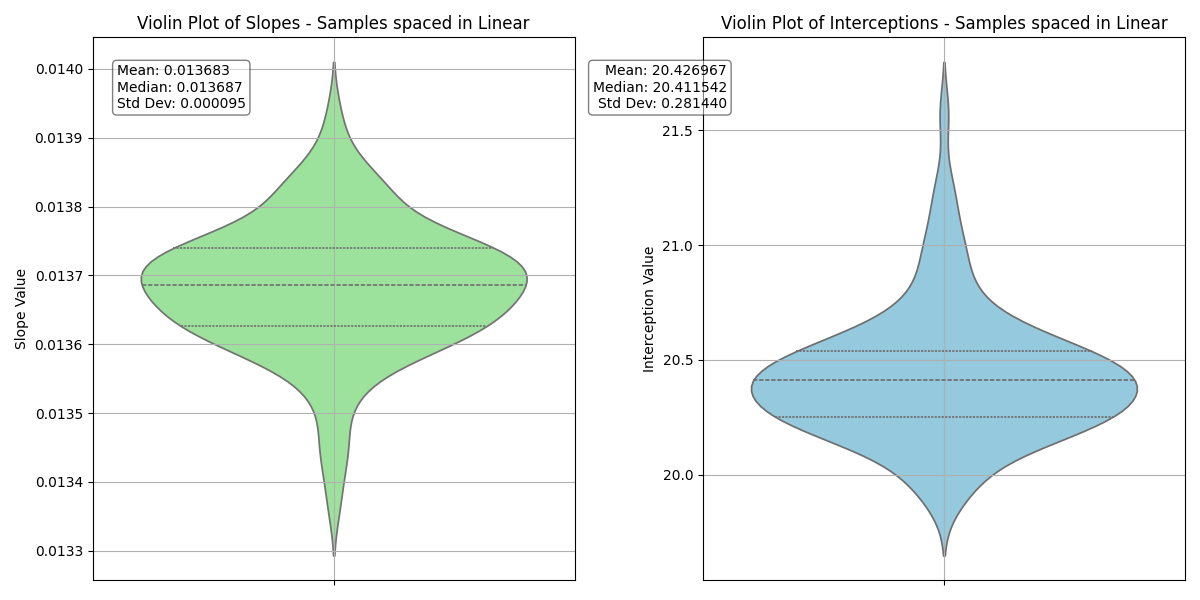 Violin Plot of Slopes - Samples spaced in Linear
Mean: 0.013683
Median: 0.013687
Std Dev: 0.000095
0.0140
0.0139
0.0138
0.0137
0.0136
0.0135
0.0134
0.0133
Slope Value
Violin Plot of Interceptions - Samples spaced in Linear
Mean: 20.426967
Median: 20.411542
Std Dev: 0.281440
21.5
21.0
20.5
20.0
Interception Value